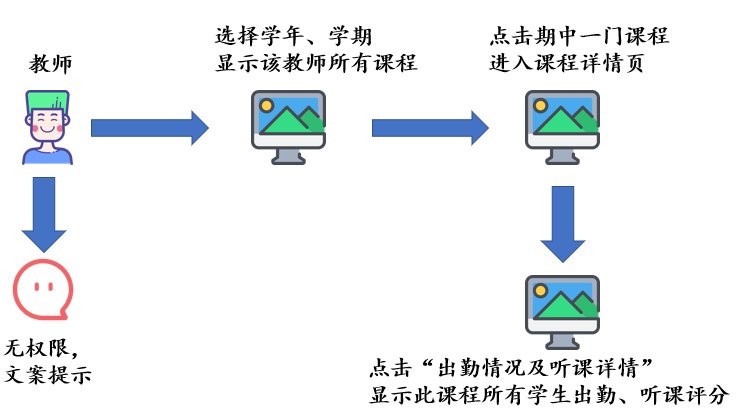 教师
选择学年、学期
显示该教师所有课程
点击期中一门课程
进入课程详情页
无权限，
文案提示
点击“出勤情况及听课详情”
显示此课程所有学生出勤、听课评分